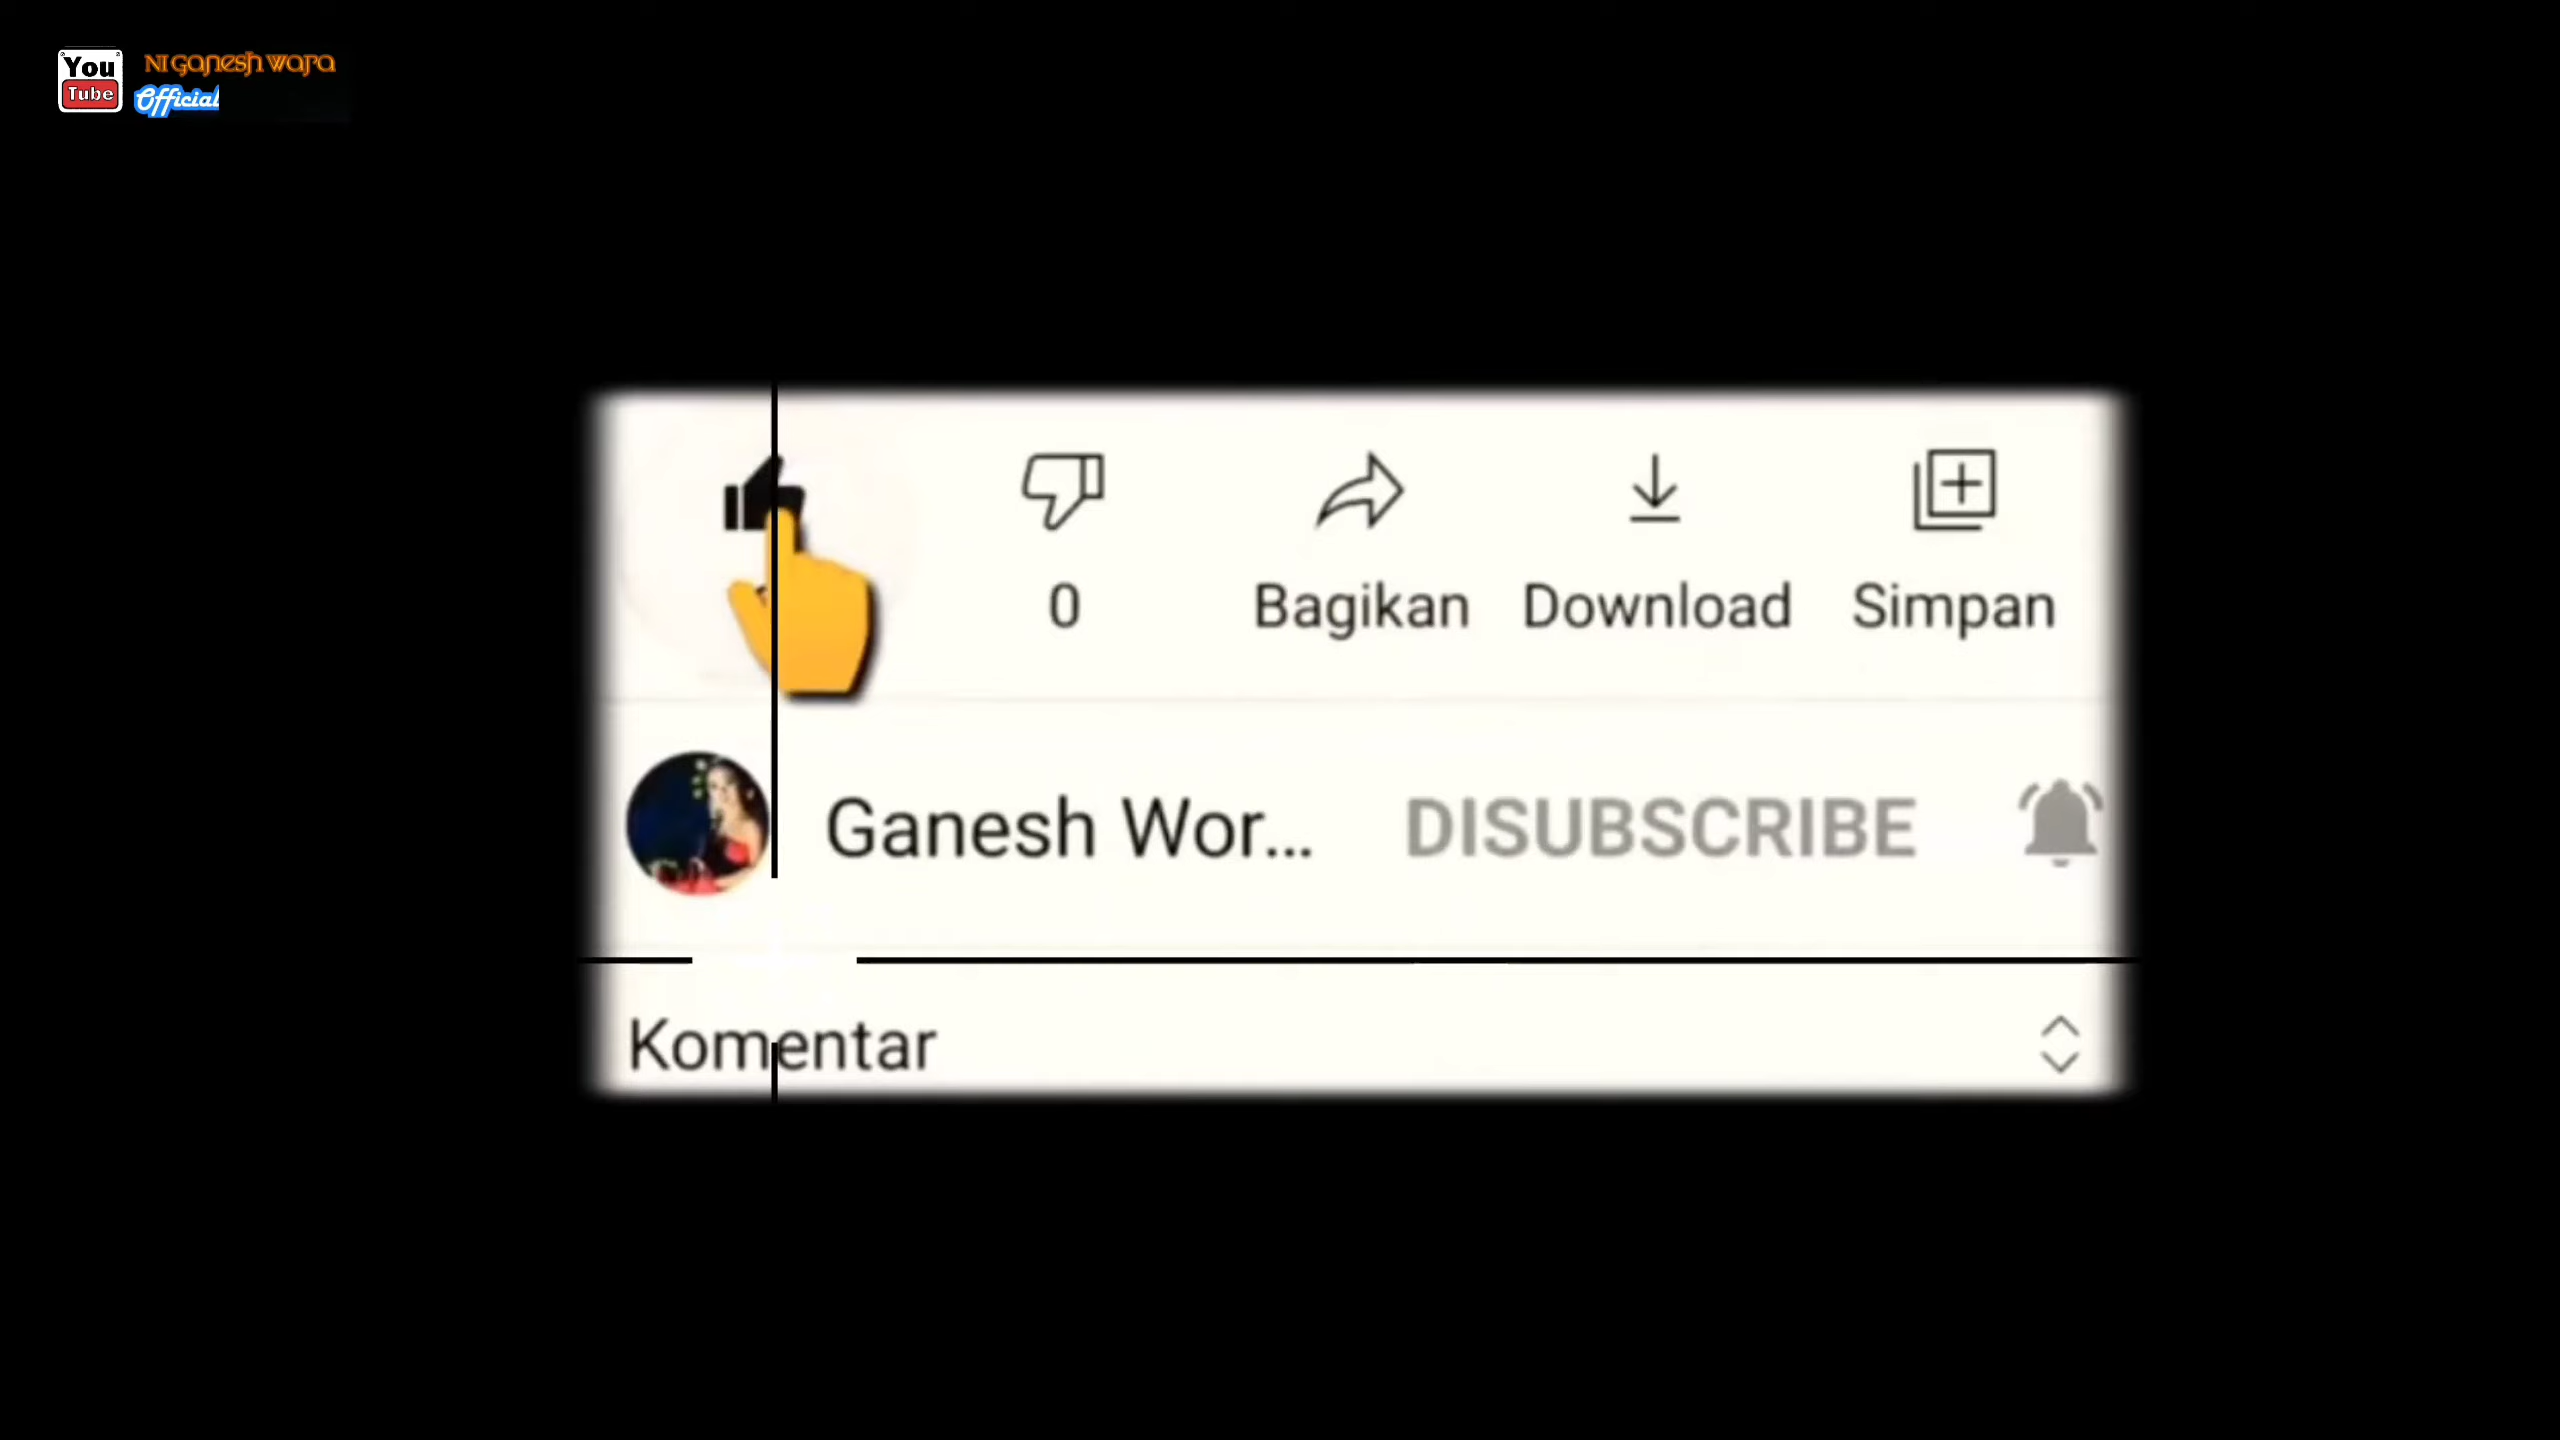 You
Tube
NI Ganesh wara
Official
0
Bagikan
Download
Simpan
Ganesh Wor...
DISUBSCRIBE
Komentar